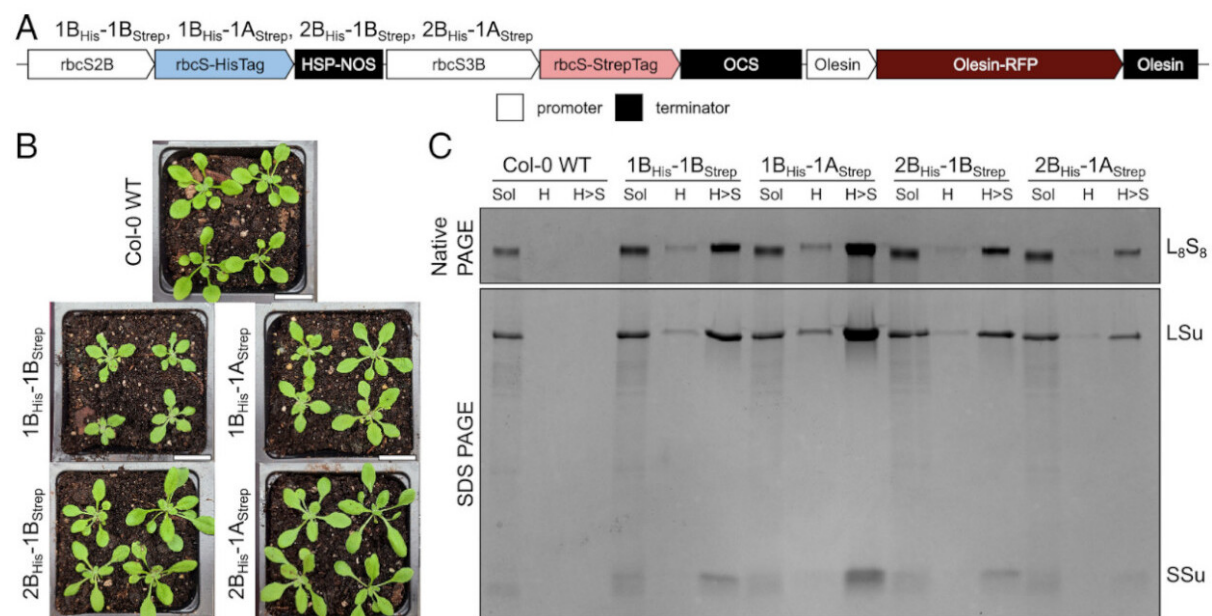 A
1BHis-1BStrep, 1BHis-1AStrep, 2BHis-1BStrep, 2BHis-1AStrep
rbcS2B rbcS-HisTag HSP-NOS rbcS3B rbcS-StrepTag OCS Olesin Olesin-RFP Olesin
promoter terminator
B
Col-0 WT
1BHis-1BStrep
1BHis-1AStrep
2BHis-1BStrep
2BHis-1AStrep
C
Col-0 WT 1BHis-1BStrep 1BHis-1AStrep 2BHis-1BStrep 2BHis-1AStrep
Sol H H>S Sol H H>S Sol H H>S Sol H H>S Sol H H>S
Native
PAGE
L₈S₈
SDS PAGE
LSu
SSu